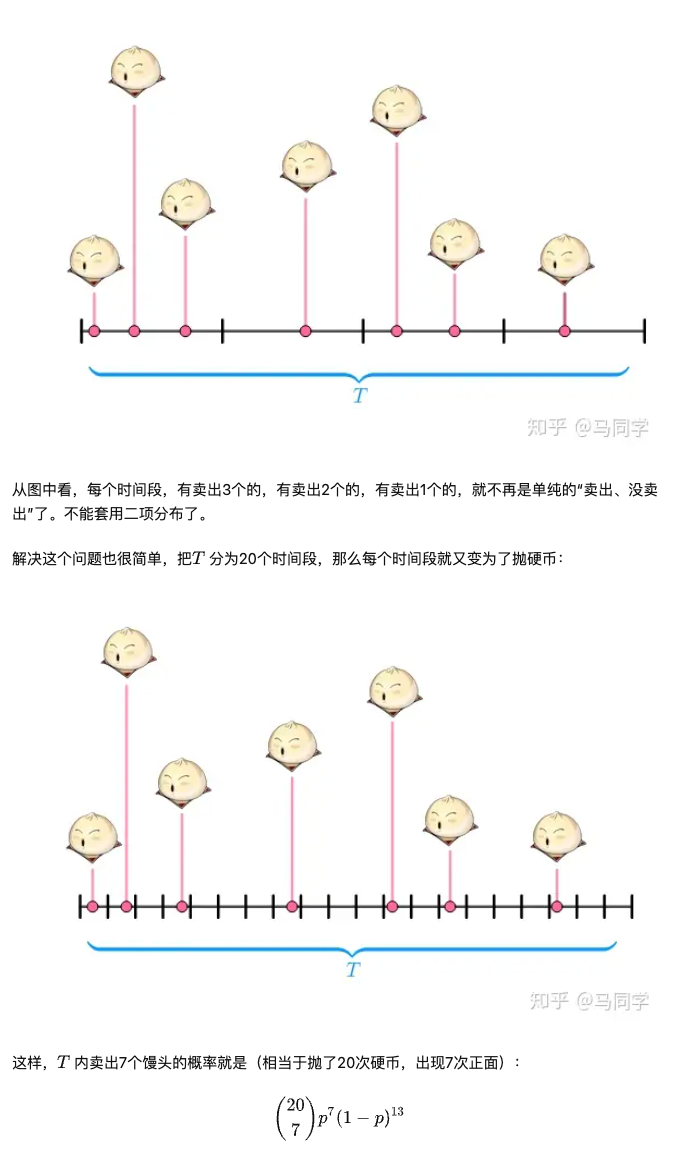 T
知乎 @马同学
从图中看，每个时间段，有卖出3个的，有卖出2个的，有卖出1个的，就不再是单纯的“卖出、没卖
出”了。不能套用二项分布了。
解决这个问题也很简单，把T 分为20个时间段，那么每个时间段就又变为了抛硬币：
T
知乎 @马同学
这样，T 内卖出7个馒头的概率就是（相当于抛了20次硬币，出现7次正面）：
\binom{20}{7} p^7 (1 − p)^{13}